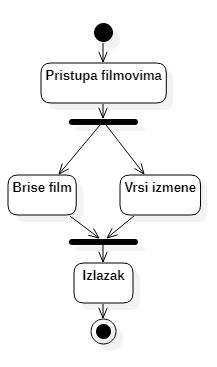 Pristupa filmovima
Brise film
Vrsi izmene
Izlazak